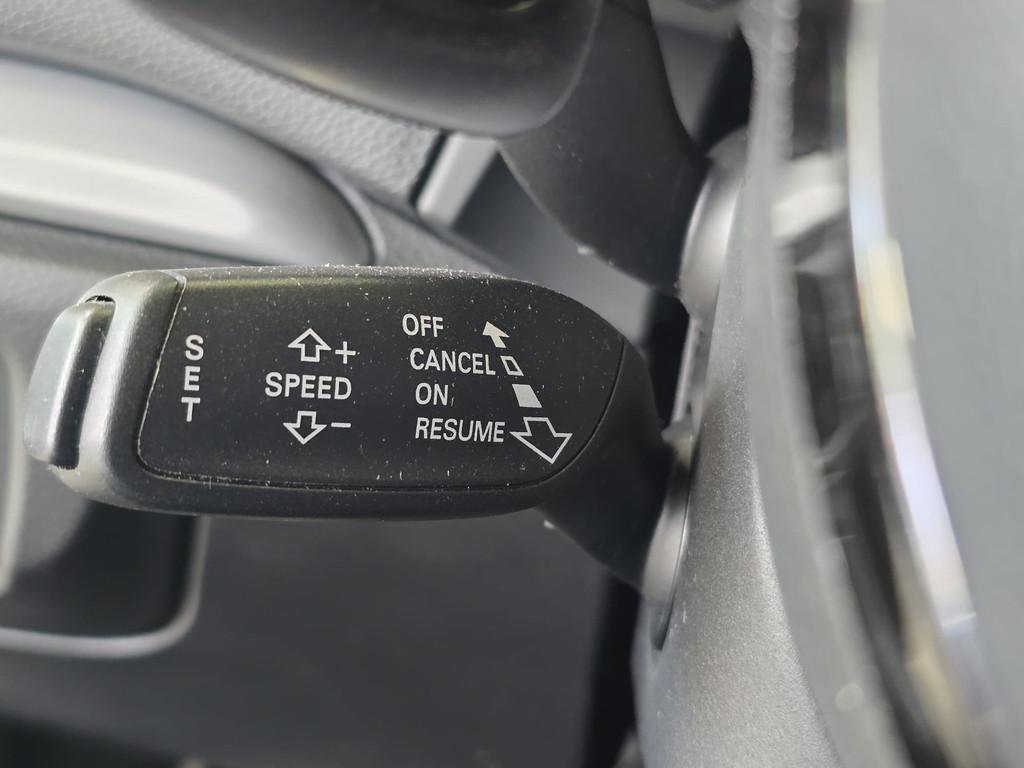 SET
+
SPEED
−
OFF
CANCEL
ON
RESUME